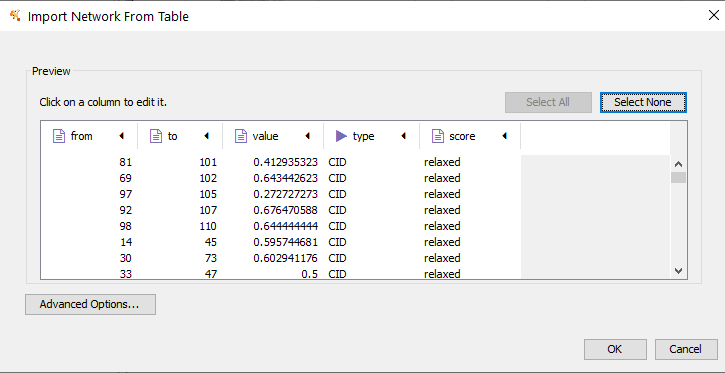 Import Network From Table
Preview
Click on a column to edit it.
Select All
Select None
from to value type score
81 101 0.412935323 CID relaxed
69 102 0.643442623 CID relaxed
97 105 0.272727273 CID relaxed
92 107 0.676470588 CID relaxed
98 110 0.644444444 CID relaxed
14 45 0.595744681 CID relaxed
30 73 0.602941176 CID relaxed
33 47 0.5 CID relaxed
Advanced Options...
OK
Cancel